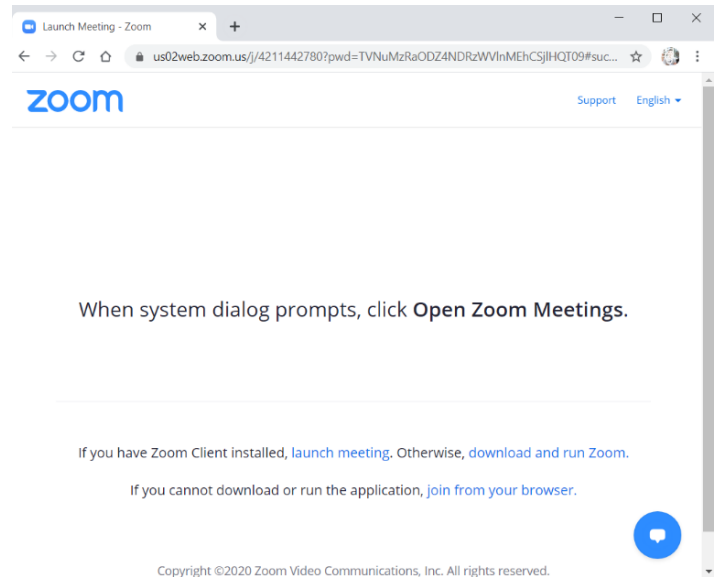 Launch Meeting - Zoom
us02web.zoom.us/j/4211442780?pwd=TVNuMzRaODZ4NDRzWVlnMEhCSjlHQT09#suc...
zoom
Support English
When system dialog prompts, click Open Zoom Meetings.
If you have Zoom Client installed, launch meeting. Otherwise, download and run Zoom.
If you cannot download or run the application, join from your browser.
Copyright ©2020 Zoom Video Communications, Inc. All rights reserved.